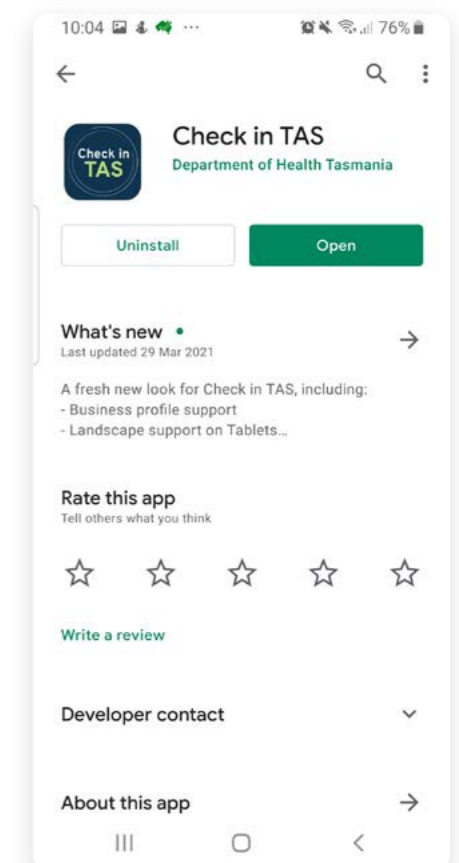 10:04 ... 76%
Check in TAS
Check in
TAS
Department of Health Tasmania
Uninstall
Open
What's new
Last updated 29 Mar 2021
A fresh new look for Check in TAS, including:
- Business profile support
- Landscape support on Tablets...
Rate this app
Tell others what you think
Write a review
Developer contact
About this app